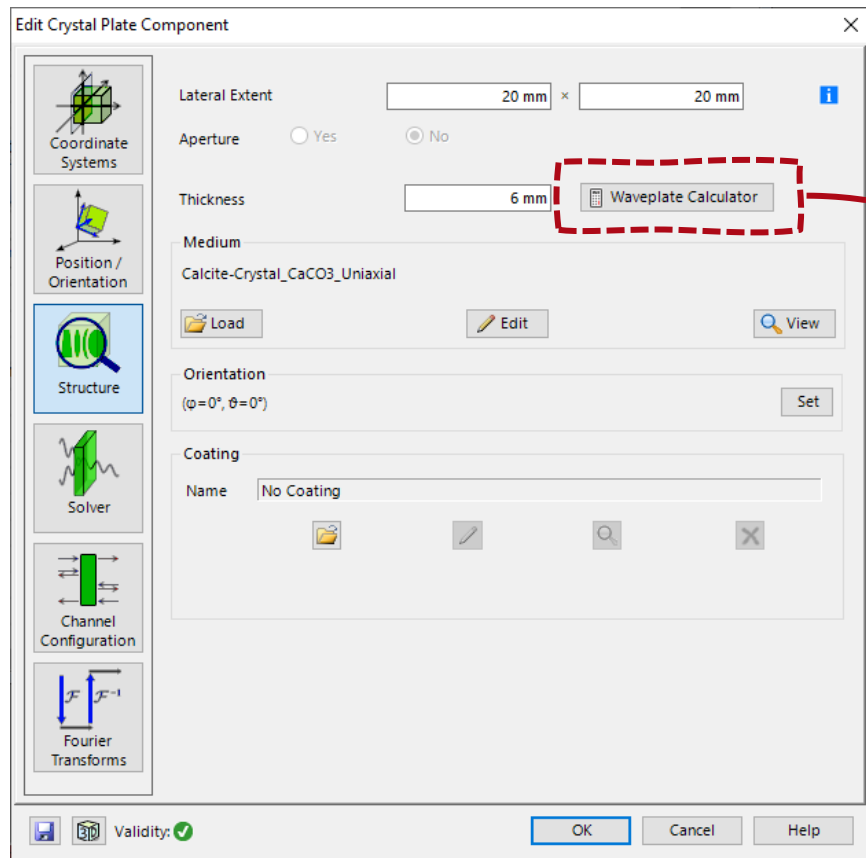 Edit Crystal Plate Component
Coordinate
Systems
Position /
Orientation
Structure
Solver
Channel
Configuration
F F-1
Fourier
Transforms
Lateral Extent 20 mm × 20 mm i
Aperture Yes No
Thickness 6 mm Waveplate Calculator
Medium
Calcite-Crystal_CaCO3_Uniaxial
Load Edit View
Orientation
(φ=0°, ϑ=0°) Set
Coating
Name No Coating
3D Validity: OK Cancel Help